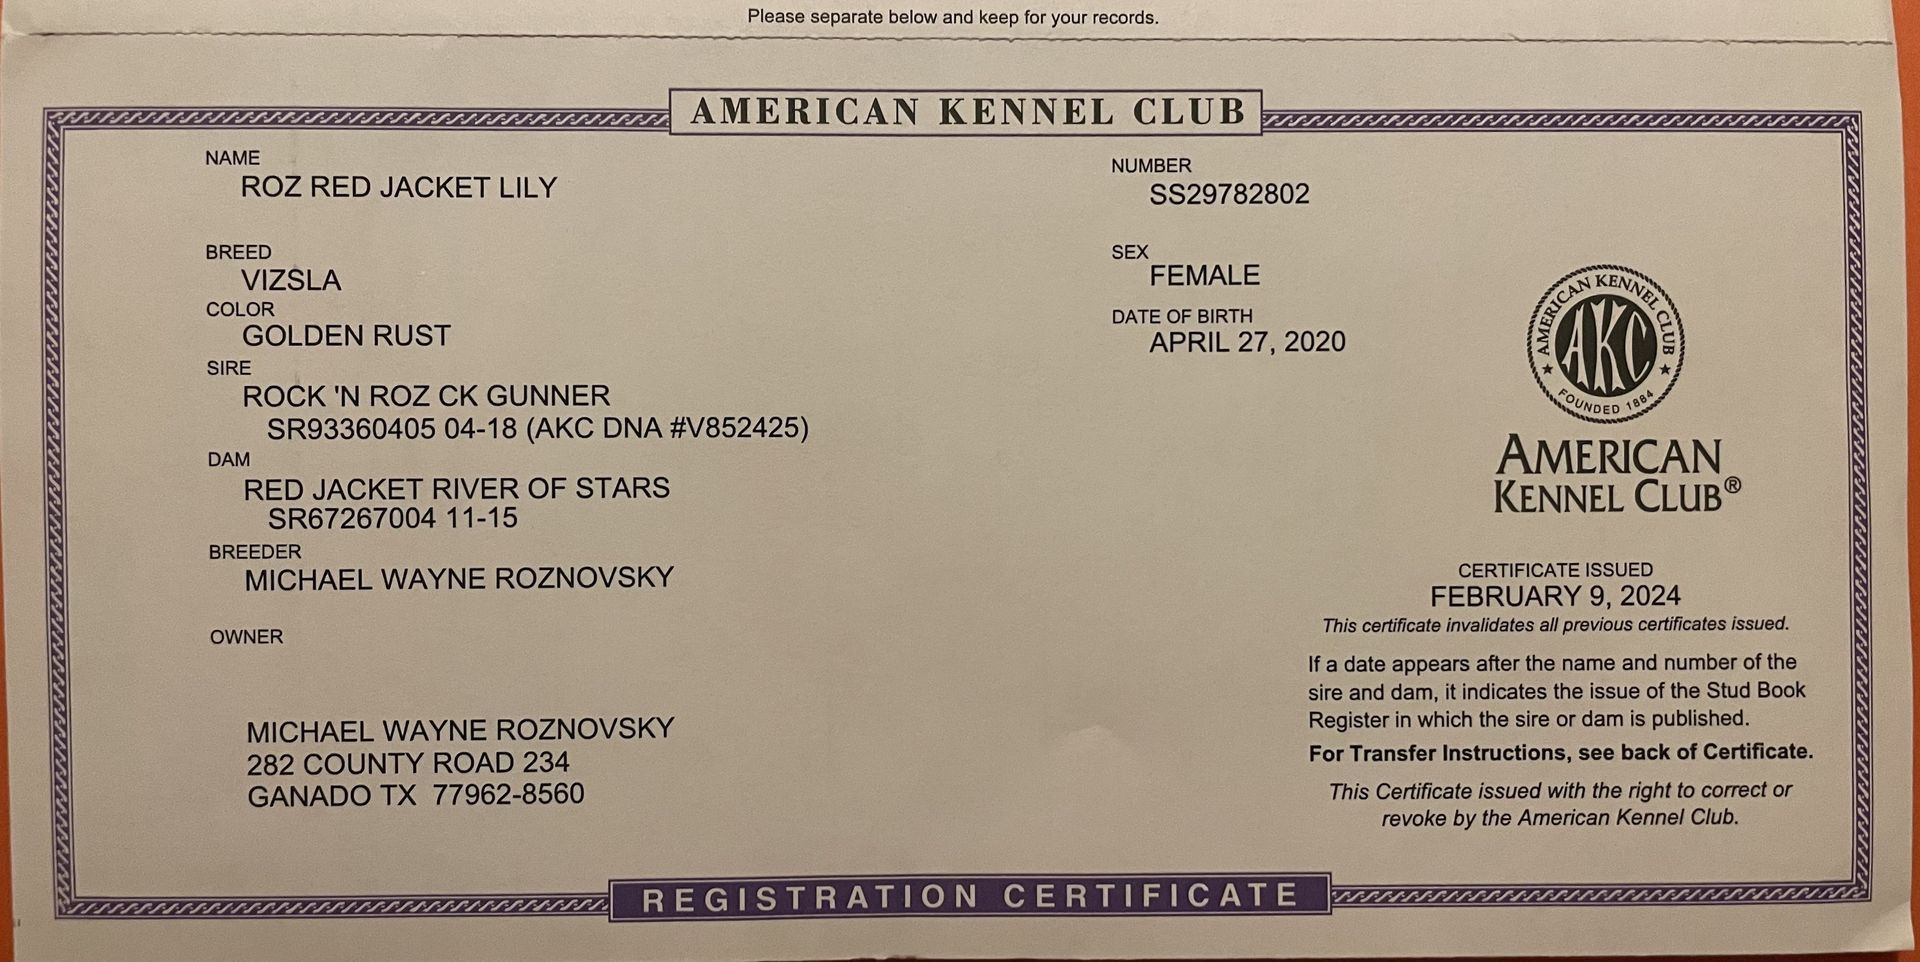 Please separate below and keep for your records.
AMERICAN KENNEL CLUB
NAME
ROZ RED JACKET LILY
NUMBER
SS29782802
BREED
VIZSLA
SEX
FEMALE
COLOR
GOLDEN RUST
DATE OF BIRTH
APRIL 27, 2020
SIRE
ROCK 'N ROZ CK GUNNER
SR93360405 04-18 (AKC DNA #V852425)
DAM
RED JACKET RIVER OF STARS
SR67267004 11-15
BREEDER
MICHAEL WAYNE ROZNOVSKY
OWNER
MICHAEL WAYNE ROZNOVSKY
282 COUNTY ROAD 234
GANADO TX 77962-8560
AMERICAN KENNEL CLUB
AKC
FOUNDED 1884
AMERICAN
KENNEL CLUB®
CERTIFICATE ISSUED
FEBRUARY 9, 2024
This certificate invalidates all previous certificates issued.
If a date appears after the name and number of the
sire and dam, it indicates the issue of the Stud Book
Register in which the sire or dam is published.
For Transfer Instructions, see back of Certificate.
This Certificate issued with the right to correct or
revoke by the American Kennel Club.
REGISTRATION CERTIFICATE